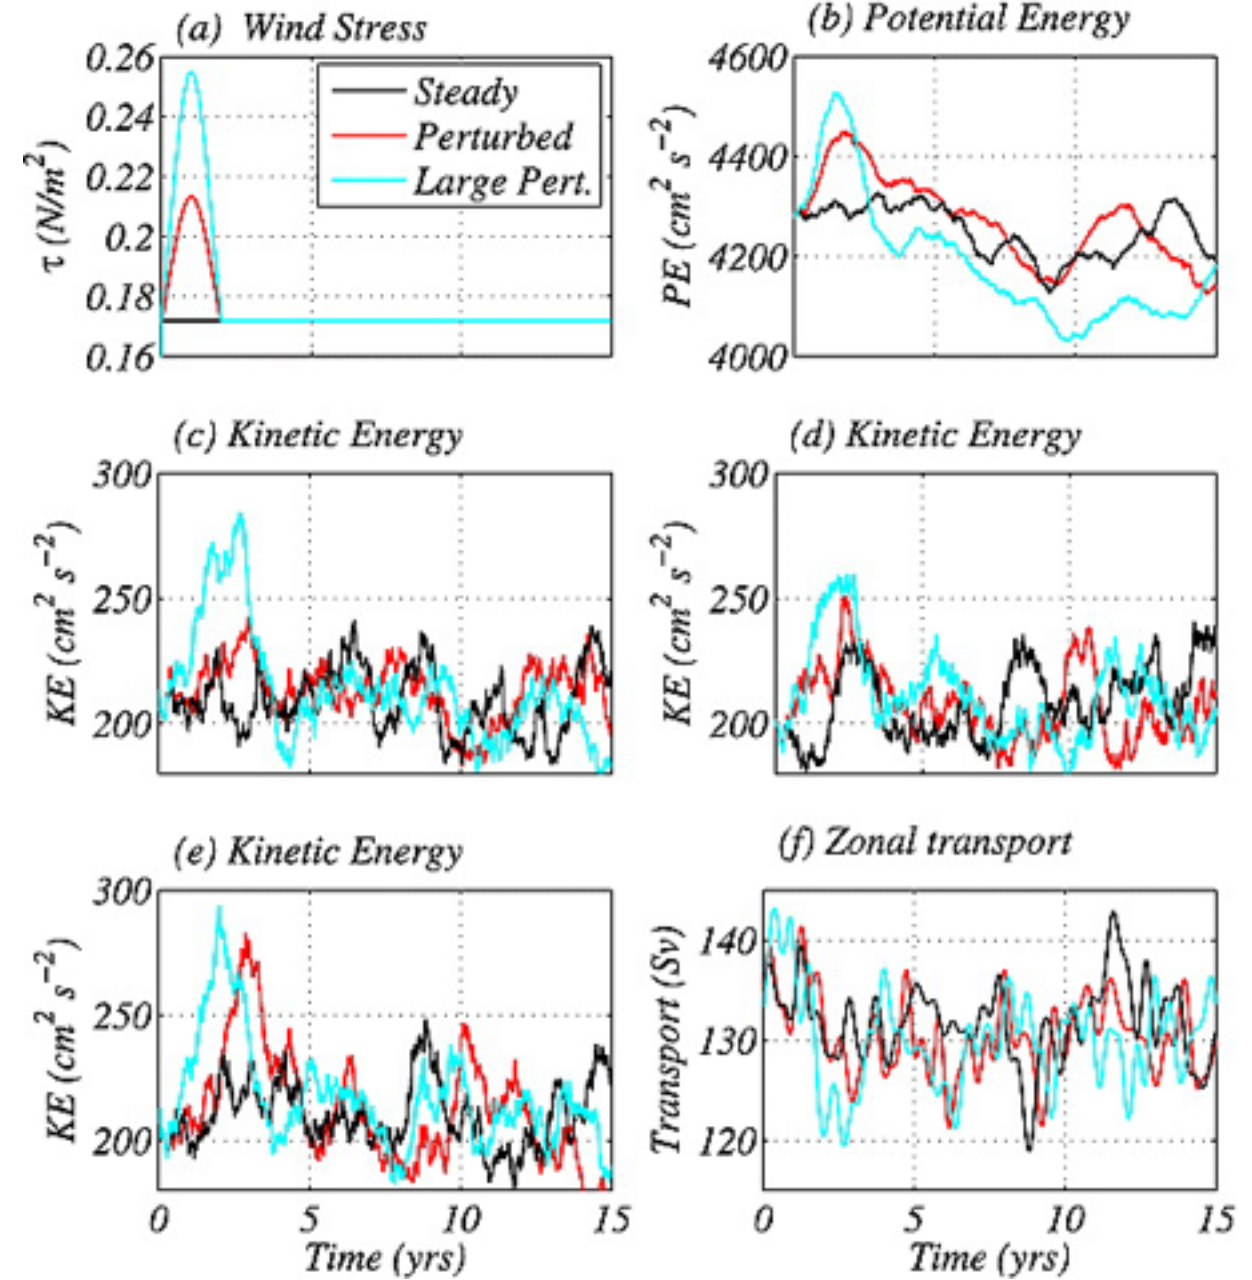 (a) Wind Stress
(b) Potential Energy
0.26
0.24
0.22
0.2
0.18
0.16
τ (N/m²)
Steady
Perturbed
Large Pert.
4600
4400
4200
4000
PE (cm² s⁻²)
(c) Kinetic Energy
(d) Kinetic Energy
300
250
200
KE (cm² s⁻²)
300
250
200
KE (cm² s⁻²)
(e) Kinetic Energy
(f) Zonal transport
300
250
200
KE (cm² s⁻²)
0 5 10 15
Time (yrs)
140
130
120
Transport (Sv)
0 5 10 15
Time (yrs)